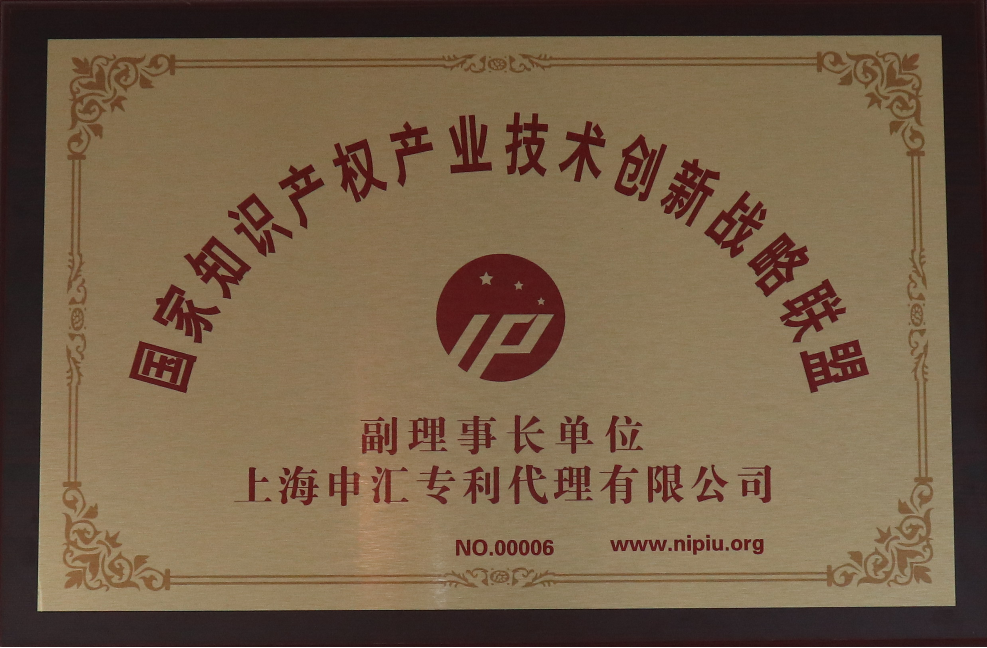 国家知识产权产业技术创新战略联盟
IP
副理事长单位
上海申汇专利代理有限公司
NO.00006 www.nipiu.org